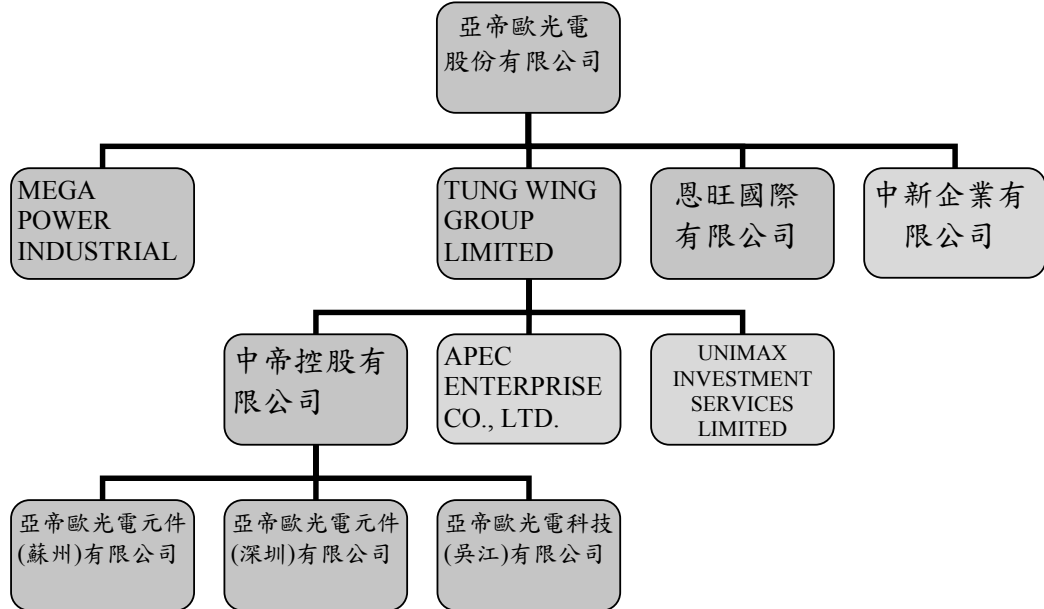 亞帝歐光電
股份有限公司
MEGA
POWER
INDUSTRIAL
TUNG WING
GROUP
LIMITED
恩旺國際
有限公司
中新企業有
限公司
中帝控股有
限公司
APEC
ENTERPRISE
CO., LTD.
UNIMAX
INVESTMENT
SERVICES
LIMITED
亞帝歐光電元件
(蘇州)有限公司
亞帝歐光電元件
(深圳)有限公司
亞帝歐光電科技
(吳江)有限公司